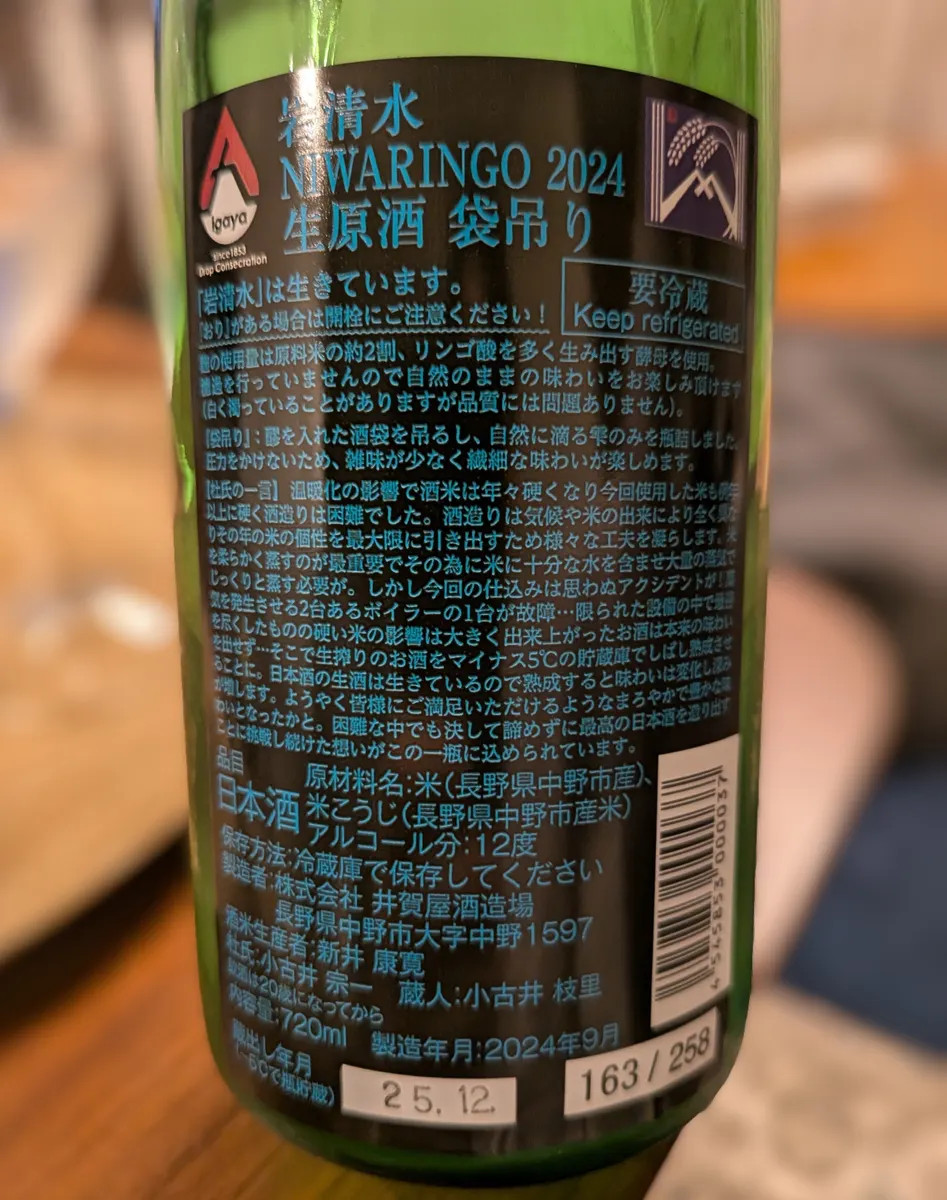 岩清水
NIWARINGO 2024
生原酒 袋吊り
Igaya
since1853
Drop Consecration
「岩清水」は生きています。
「おり」がある場合は開栓にご注意ください！
要冷蔵
Keep refrigerated
の使用量は原料米の約2割、リンゴ酸を多く生み出す酵母を使用。
過を行っていませんので自然のままの味わいをお楽しみ頂けます
(白く濁っていることがありますが品質には問題ありません)。
『袋吊り』：醪を入れた酒袋を吊るし、自然に滴る雫のみを瓶詰しました。
圧力をかけないため、雑味が少なく繊細な味わいが楽しめます。
【杜氏の一言】 温暖化の影響で酒米は年々硬くなり今回使用した米も
以上に硬く酒造りは困難でした。酒造りは気候や米の出来により全く異な
りその年の米の個性を最大限に引き出すため様々な工夫を凝らします。米
を柔らかく蒸すのが最重要でその為に米に十分な水を含ませ大量の蒸気で
じっくりと蒸す必要が。しかし今回の仕込みは思わぬアクシデントが！蒸
気を発生させる2台あるボイラーの1台が故障…限られた設備の中で最善
を尽くしたものの硬い米の影響は大きく出来上がったお酒は本来の味わい
を出せず…そこで生搾りのお酒をマイナス5℃の貯蔵庫でしばし熟成させ
ることに。日本酒の生酒は生きているので熟成すると味わいは変化し深み
が増します。ようやく皆様にご満足いただけるようなまろやかで豊かな味
わいとなったかと。困難な中でも決して諦めずに最高の日本酒を造り出す
ことに挑戦し続けた想いがこの一瓶に込められています。
品目
日本酒
原材料名：米（長野県中野市産）、
米こうじ（長野県中野市産米）
アルコール分：12度
保存方法：冷蔵庫で保存してください
製造者：株式会社 井賀屋酒造場
長野県中野市大字中野1597
酒米生産者：新井 康寛
杜氏：小古井 宗一 蔵人：小古井 枝里
飲酒は20歳になってから
内容量：720ml 製造年月：2024年9月
蔵出し年月
(-5℃で瓶貯蔵)
25.12.
163 / 258
4 545853 000037